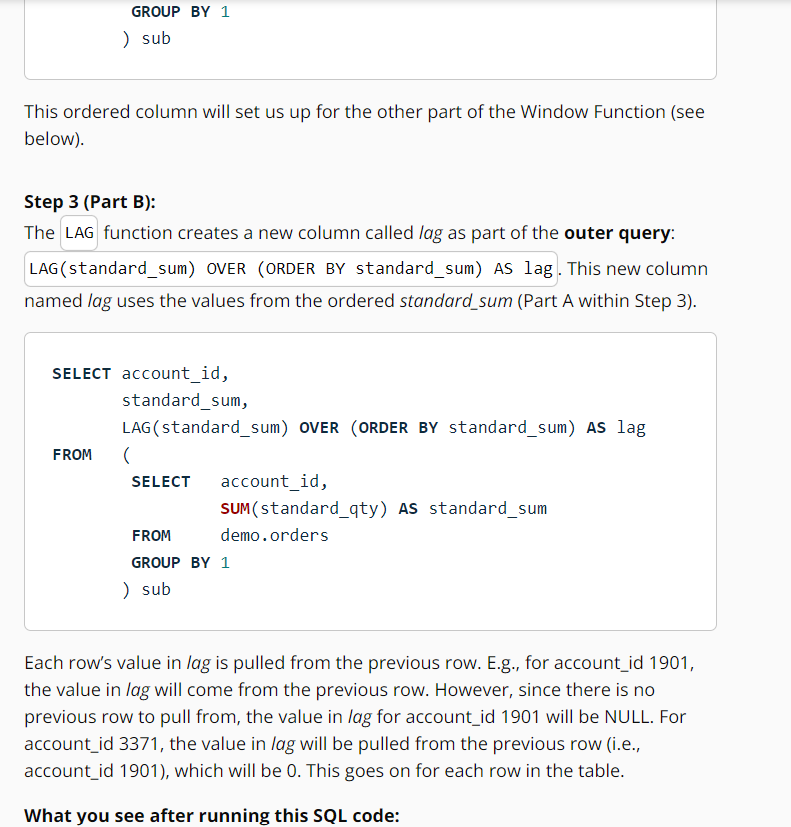 GROUP BY 1
) sub
This ordered column will set us up for the other part of the Window Function (see
below).
Step 3 (Part B):
The LAG function creates a new column called lag as part of the outer query:
LAG(standard_sum) OVER (ORDER BY standard_sum) AS lag. This new column
named lag uses the values from the ordered standard_sum (Part A within Step 3).
SELECT account_id,
standard_sum,
LAG(standard_sum) OVER (ORDER BY standard_sum) AS lag
FROM (
SELECT account_id,
SUM(standard_qty) AS standard_sum
FROM demo.orders
GROUP BY 1
) sub
Each row’s value in lag is pulled from the previous row. E.g., for account_id 1901,
the value in lag will come from the previous row. However, since there is no
previous row to pull from, the value in lag for account_id 1901 will be NULL. For
account_id 3371, the value in lag will be pulled from the previous row (i.e.,
account_id 1901), which will be 0. This goes on for each row in the table.
What you see after running this SQL code: